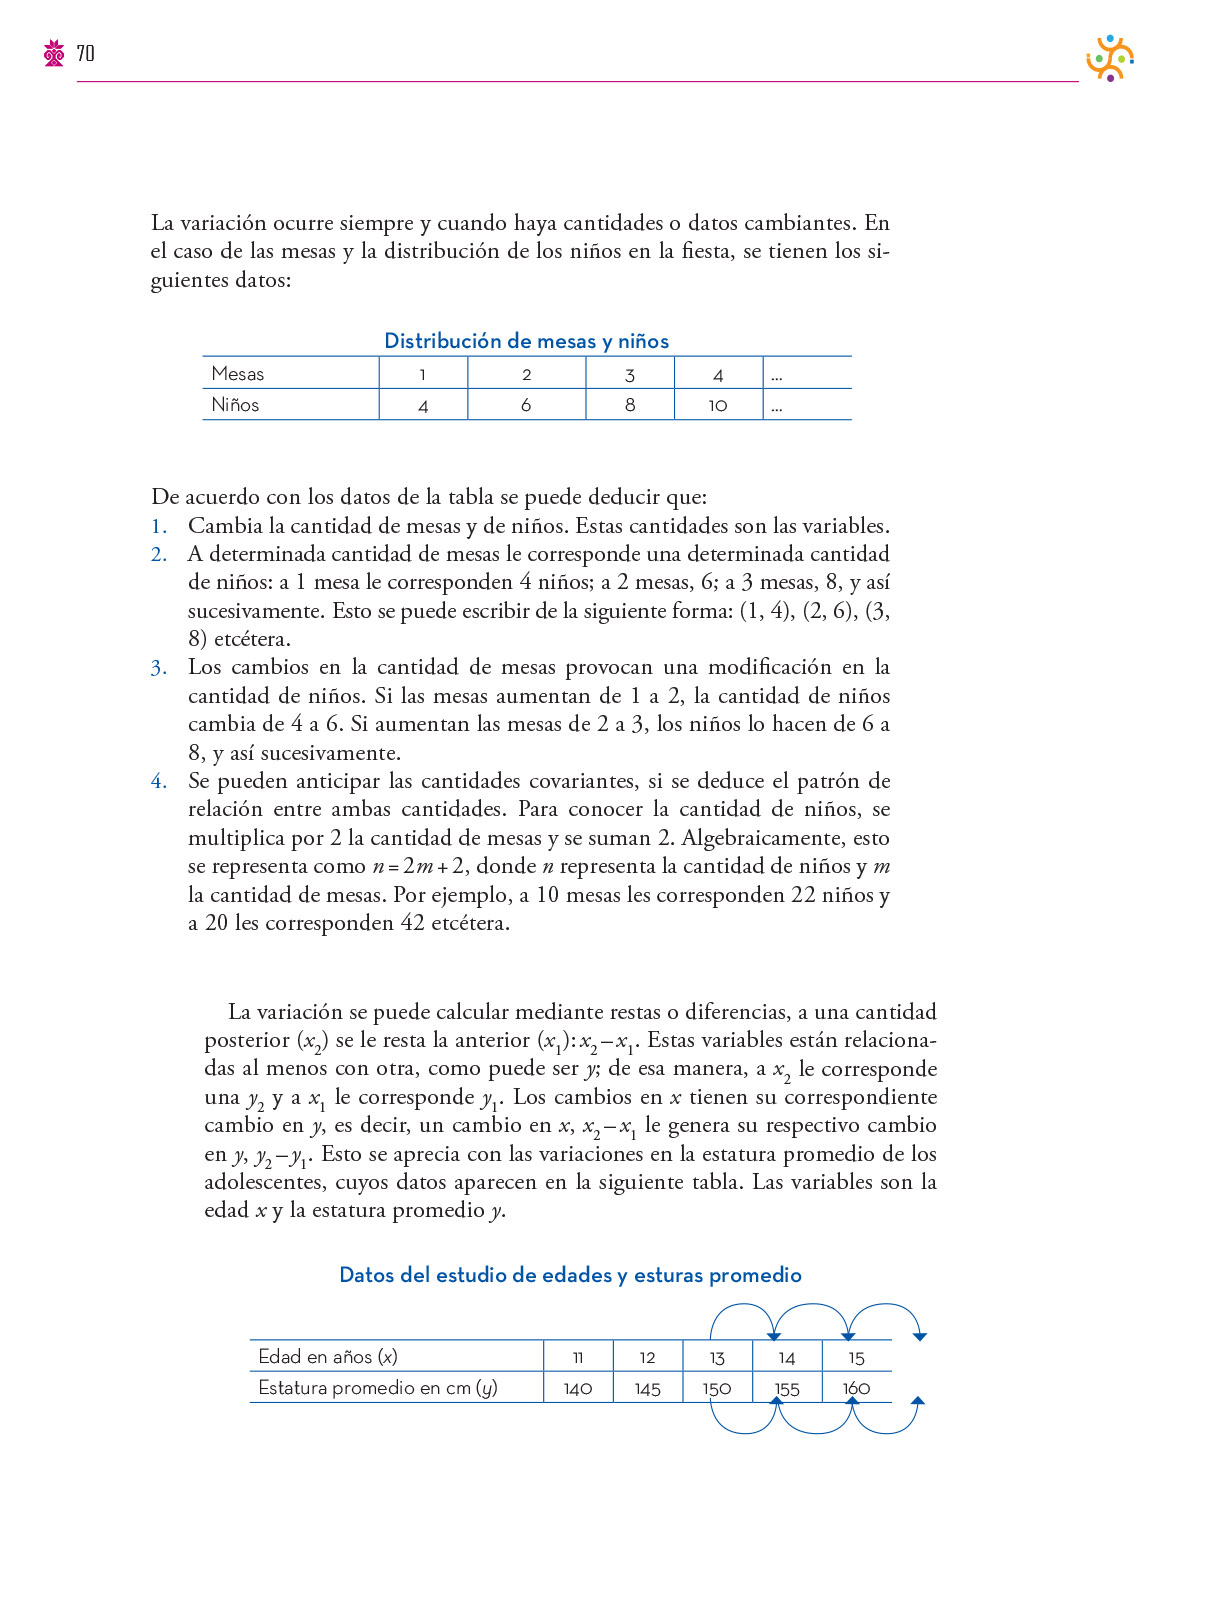 70
La variación ocurre siempre y cuando haya cantidades o datos cambiantes. En
el caso de las mesas y la distribución de los niños en la fiesta, se tienen los si-
guientes datos:
Distribución de mesas y niños
Mesas 1 2 3 4 ...
Niños 4 6 8 10 ...
De acuerdo con los datos de la tabla se puede deducir que:
1. Cambia la cantidad de mesas y de niños. Estas cantidades son las variables.
2. A determinada cantidad de mesas le corresponde una determinada cantidad
de niños: a 1 mesa le corresponden 4 niños; a 2 mesas, 6; a 3 mesas, 8, y así
sucesivamente. Esto se puede escribir de la siguiente forma: (1, 4), (2, 6), (3,
8) etcétera.
3. Los cambios en la cantidad de mesas provocan una modificación en la
cantidad de niños. Si las mesas aumentan de 1 a 2, la cantidad de niños
cambia de 4 a 6. Si aumentan las mesas de 2 a 3, los niños lo hacen de 6 a
8, y así sucesivamente.
4. Se pueden anticipar las cantidades covariantes, si se deduce el patrón de
relación entre ambas cantidades. Para conocer la cantidad de niños, se
multiplica por 2 la cantidad de mesas y se suman 2. Algebraicamente, esto
se representa como n = 2m + 2, donde n representa la cantidad de niños y m
la cantidad de mesas. Por ejemplo, a 10 mesas les corresponden 22 niños y
a 20 les corresponden 42 etcétera.
La variación se puede calcular mediante restas o diferencias, a una cantidad
posterior (x₂) se le resta la anterior (x₁): x₂ – x₁. Estas variables están relaciona-
das al menos con otra, como puede ser y; de esa manera, a x₂ le corresponde
una y₂ y a x₁ le corresponde y₁. Los cambios en x tienen su correspondiente
cambio en y, es decir, un cambio en x, x₂ – x₁ le genera su respectivo cambio
en y, y₂ – y₁. Esto se aprecia con las variaciones en la estatura promedio de los
adolescentes, cuyos datos aparecen en la siguiente tabla. Las variables son la
edad x y la estatura promedio y.
Datos del estudio de edades y esturas promedio
Edad en años (x) 11 12 13 14 15
Estatura promedio en cm (y) 140 145 150 155 160